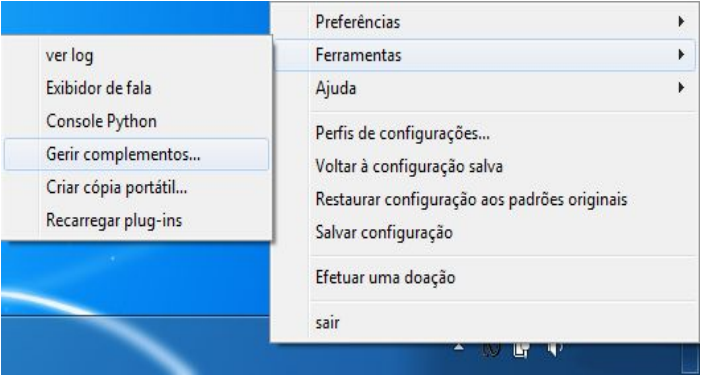 Preferências
Ferramentas
Ajuda
Perfis de configurações...
Voltar à configuração salva
Restaurar configuração aos padrões originais
Salvar configuração
Efetuar uma doação
sair
ver log
Exibidor de fala
Console Python
Gerir complementos...
Criar cópia portátil...
Recarregar plug-ins